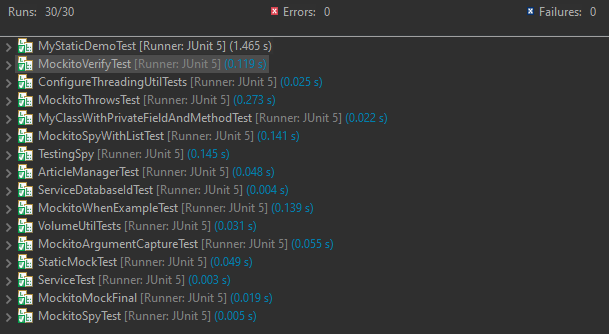 Runs: 30/30 Errors: 0 Failures: 0
MyStaticDemoTest [Runner: JUnit 5] (1.465 s)
MockitoVerifyTest [Runner: JUnit 5] (0.119 s)
ConfigureThreadingUtilTests [Runner: JUnit 5] (0.025 s)
MockitoThrowsTest [Runner: JUnit 5] (0.273 s)
MyClassWithPrivateFieldAndMethodTest [Runner: JUnit 5] (0.022 s)
MockitoSpyWithListTest [Runner: JUnit 5] (0.141 s)
TestingSpy [Runner: JUnit 5] (0.145 s)
ArticleManagerTest [Runner: JUnit 5] (0.048 s)
ServiceDatabaseIdTest [Runner: JUnit 5] (0.004 s)
MockitoWhenExampleTest [Runner: JUnit 5] (0.139 s)
VolumeUtilTests [Runner: JUnit 5] (0.031 s)
MockitoArgumentCaptureTest [Runner: JUnit 5] (0.055 s)
StaticMockTest [Runner: JUnit 5] (0.049 s)
ServiceTest [Runner: JUnit 5] (0.003 s)
MockitoMockFinal [Runner: JUnit 5] (0.019 s)
MockitoSpyTest [Runner: JUnit 5] (0.005 s)